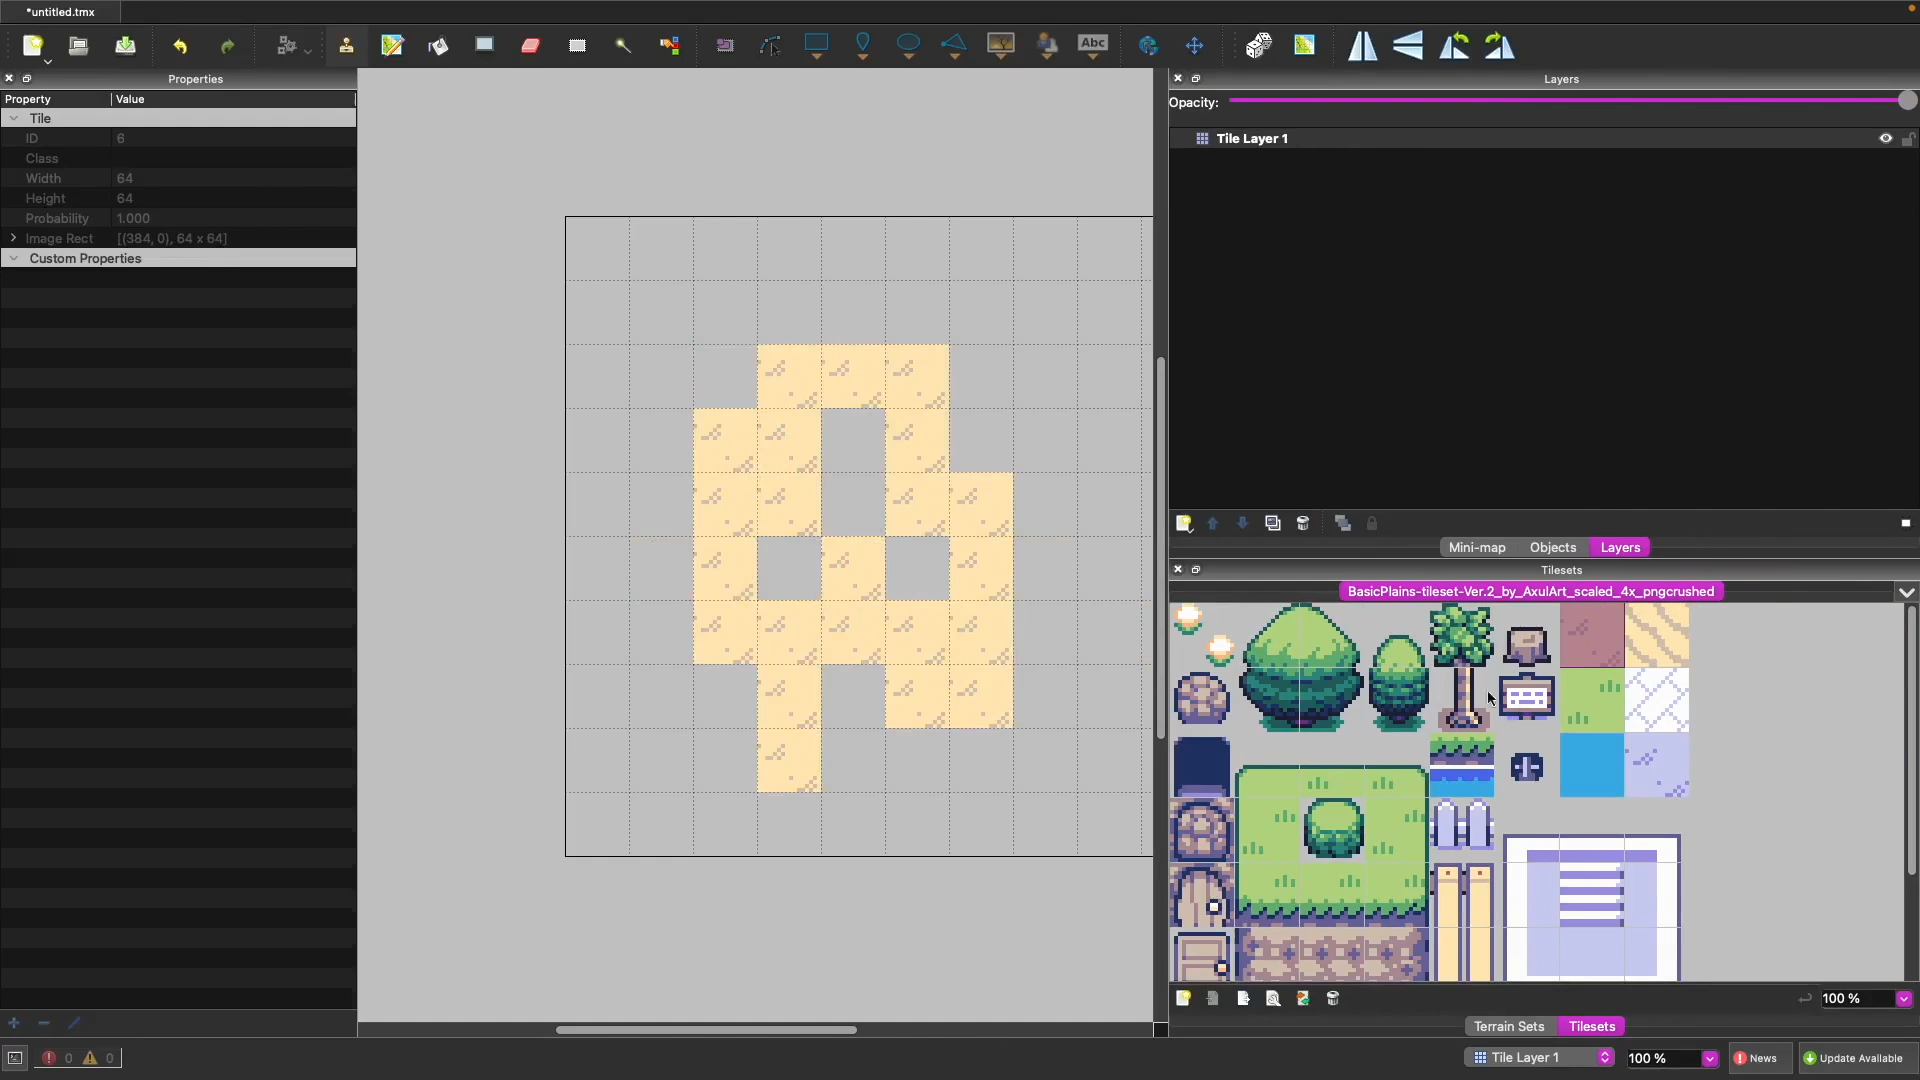 *untitled.tmx
Abc
Properties
Property Value
Tile
ID 6
Class
Width 64
Height 64
Probability 1.000
Image Rect [(384, 0), 64 x 64]
Custom Properties
Layers
Opacity:
Tile Layer 1
Mini-map Objects Layers
Tilesets
BasicPlains-tileset-Ver.2_by_AxulArt_scaled_4x_pngcrushed
100 %
Terrain Sets Tilesets
0 0 Tile Layer 1 100 % News Update Available